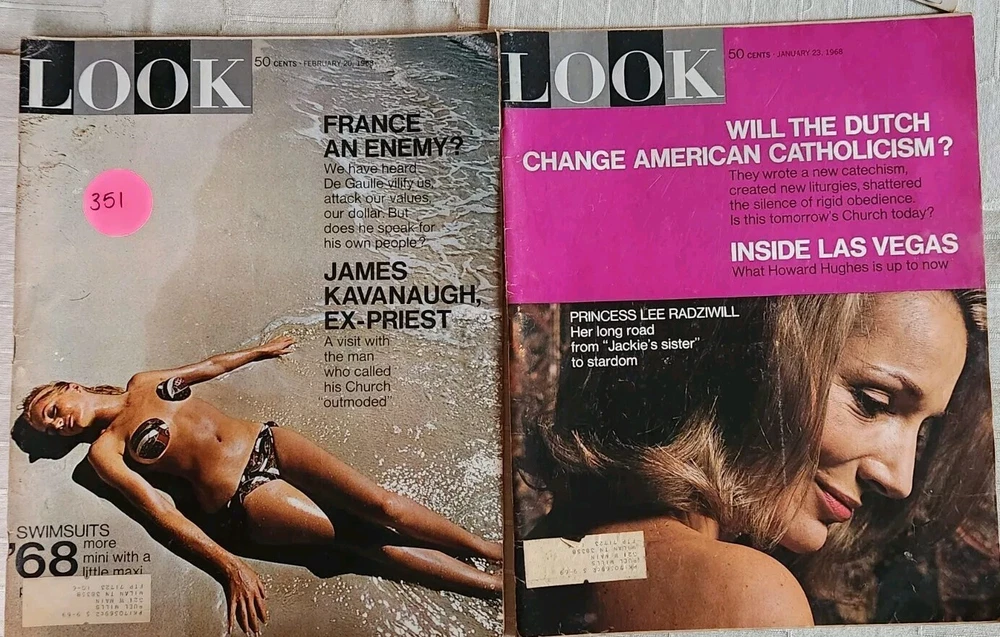 LOOK
50 CENTS · FEBRUARY 20, 1968
351
FRANCE
AN ENEMY?
We have heard
De Gaulle vilify us,
attack our values,
our dollar. But
does he speak for
his own people?
JAMES
KAVANAUGH,
EX-PRIEST
A visit with
the man
who called
his Church
"outmoded"
SWIMSUITS
'68 more
mini with a
little maxi
LOOK
50 CENTS · JANUARY 23, 1968
WILL THE DUTCH
CHANGE AMERICAN CATHOLICISM?
They wrote a new catechism,
created new liturgies, shattered
the silence of rigid obedience.
Is this tomorrow's Church today?
INSIDE LAS VEGAS
What Howard Hughes is up to now
PRINCESS LEE RADZIWILL
Her long road
from "Jackie's sister"
to stardom